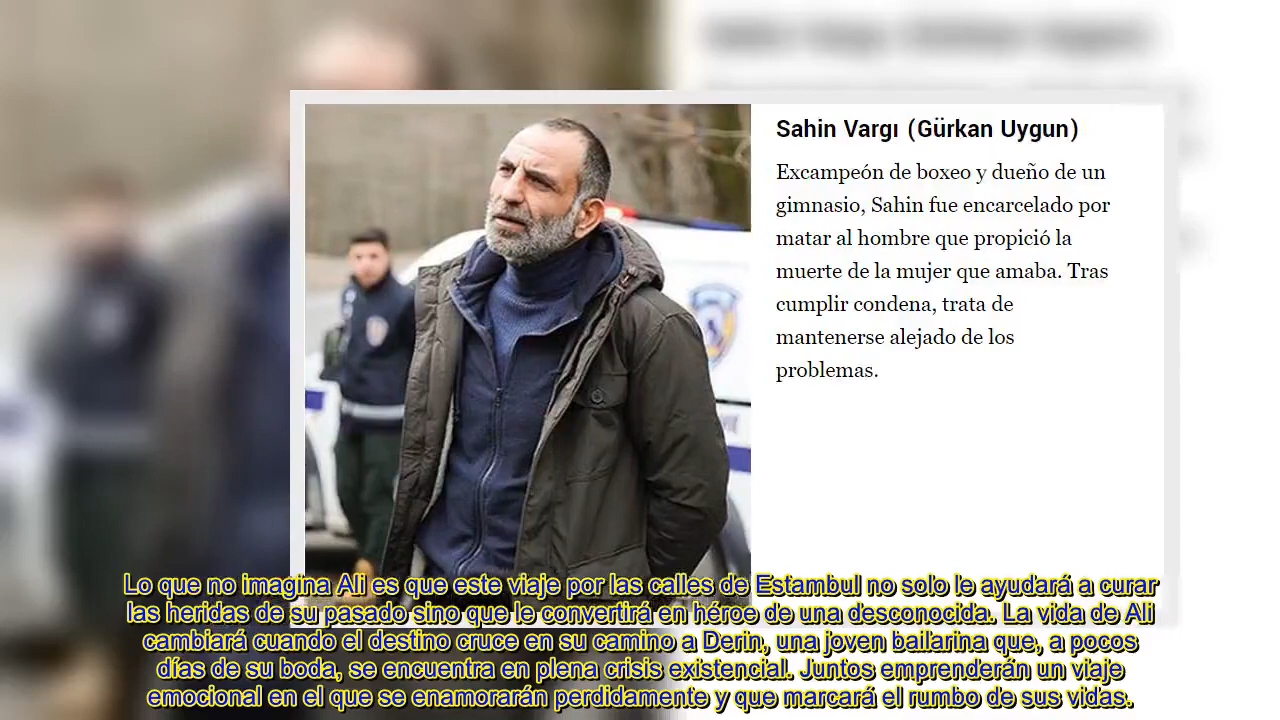 Sahin Vargı (Gürkan Uygun)
Excampeón de boxeo y dueño de un
gimnasio, Sahin fue encarcelado por
matar al hombre que propició la
muerte de la mujer que amaba. Tras
cumplir condena, trata de
mantenerse alejado de los
problemas.
Lo que no imagina Ali es que este viaje por las calles de Estambul no solo le ayudará a curar
las heridas de su pasado sino que le convertirá en héroe de una desconocida. La vida de Ali
cambiará cuando el destino cruce en su camino a Derin, una joven bailarina que, a pocos
días de su boda, se encuentra en plena crisis existencial. Juntos emprenderán un viaje
emocional en el que se enamorarán perdidamente y que marcará el rumbo de sus vidas.